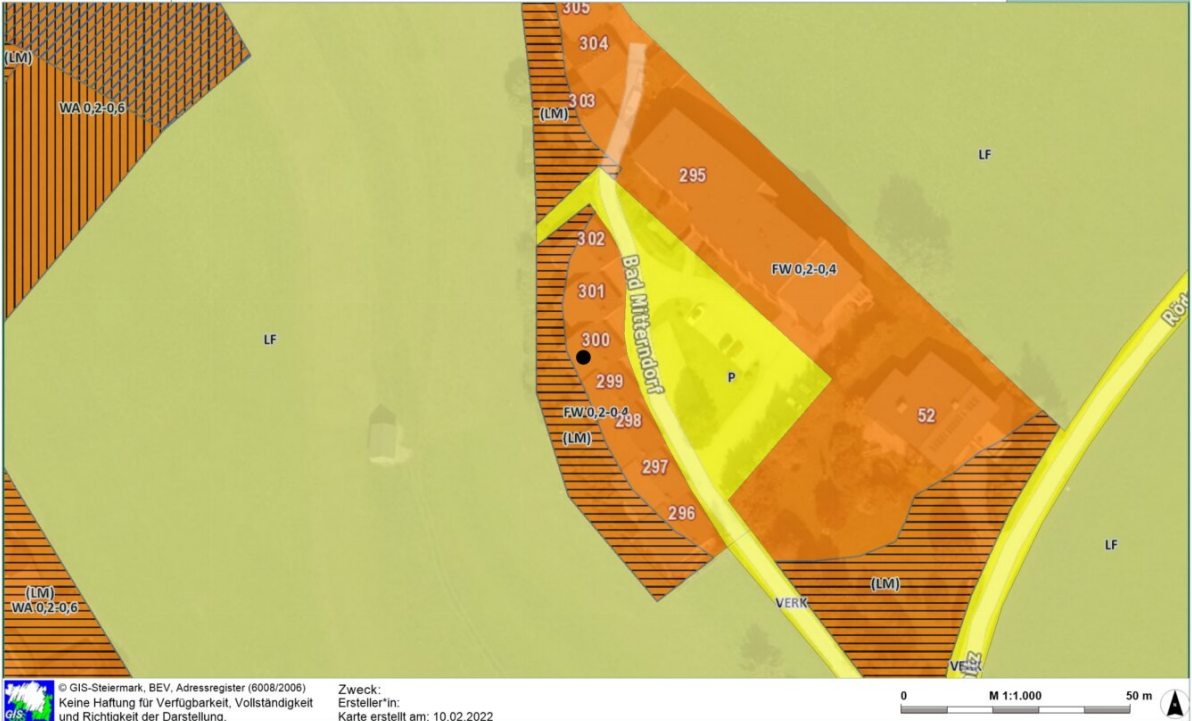 305
304
(LM)
WA 0,2-0,6
303
(LM)
LF
295
302
FW 0,2-0,4
301
Bad Mitterndorf
LF
300
P
299
FW 0,2-0,4
298
52
(LM)
297
296
LF
(LM)
(LM)
WA 0,2-0,6
VERK
VERK
GIS
© GIS-Steiermark, BEV, Adressregister (6008/2006)
Keine Haftung für Verfügbarkeit, Vollständigkeit
und Richtigkeit der Darstellung.
Zweck:
Ersteller*in:
Karte erstellt am: 10.02.2022
0 M 1:1.000 50 m